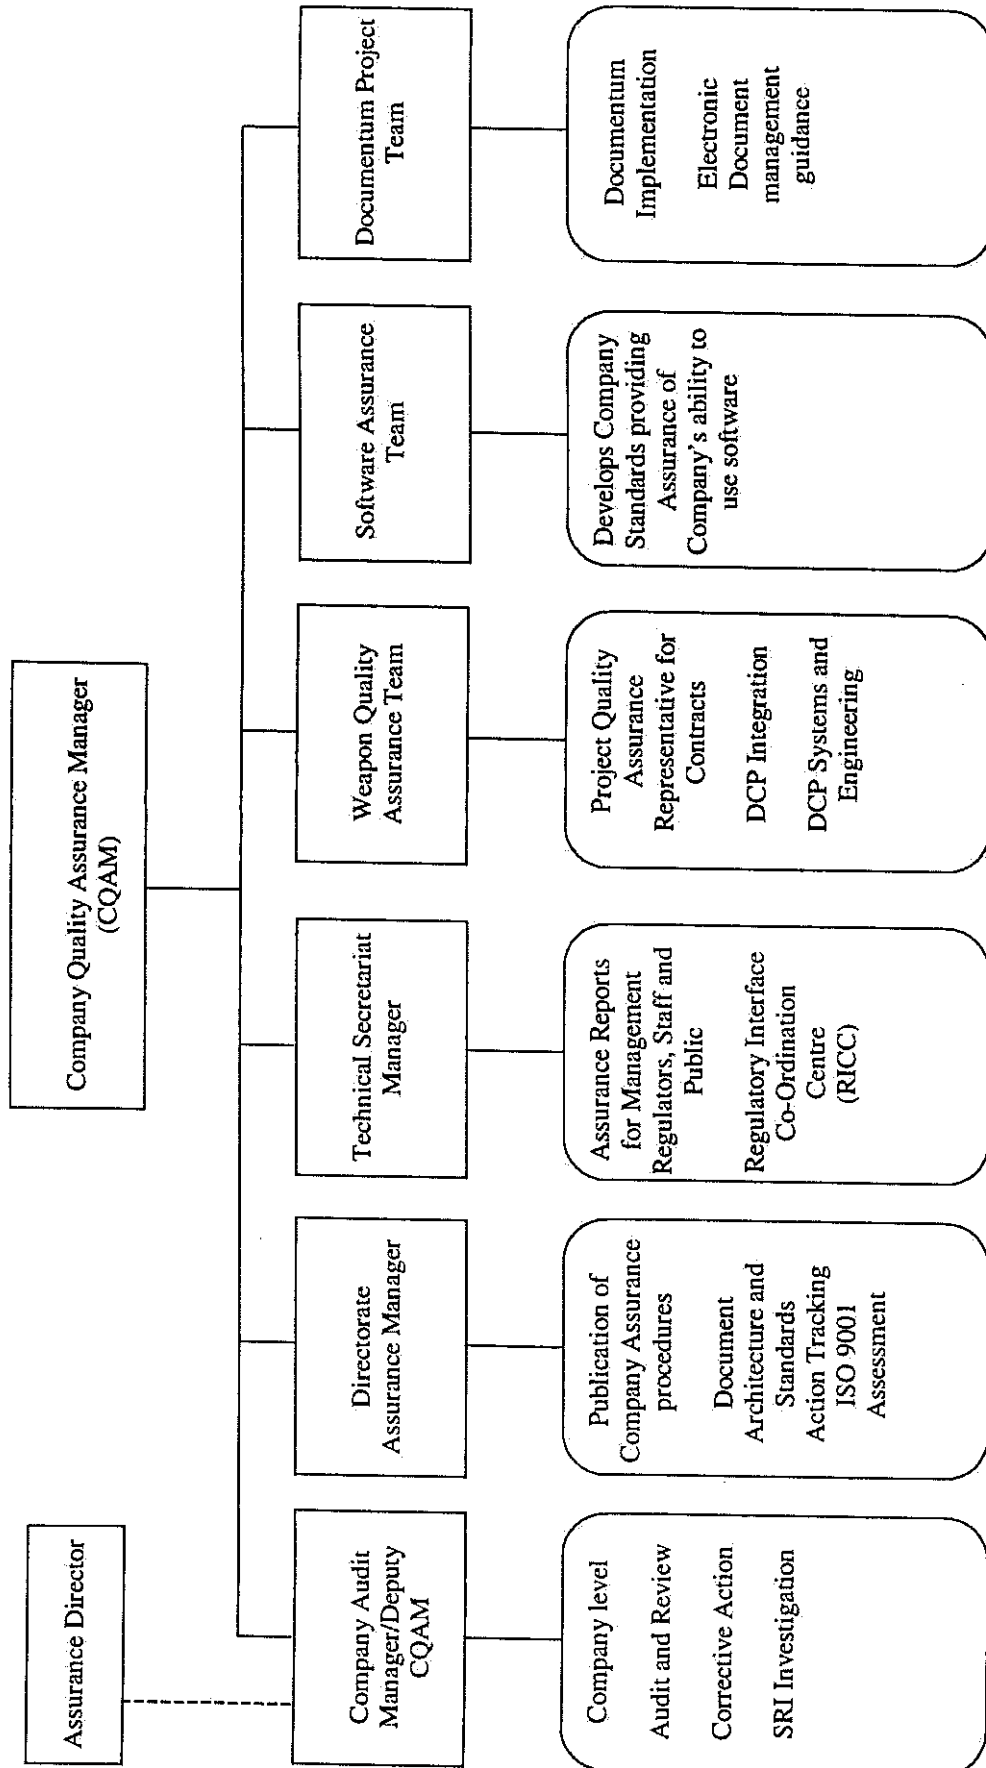 Assurance Director
Company Quality Assurance Manager
(CQAM)
Company Audit
Manager/Deputy
CQAM
Directorate
Assurance Manager
Technical Secretariat
Manager
Weapon Quality
Assurance Team
Software Assurance
Team
Documentum Project
Team
Company level
Audit and Review
Corrective Action
SRI Investigation
Publication of
Company Assurance
procedures
Document
Architecture and
Standards
Action Tracking
ISO 9001
Assessment
Assurance Reports
for Management
Regulators, Staff and
Public
Regulatory Interface
Co-Ordination
Centre
(RICC)
Project Quality
Assurance
Representative for
Contracts
DCP Integration
DCP Systems and
Engineering
Develops Company
Standards providing
Assurance of
Company's ability to
use software
Documentum
Implementation
Electronic
Document
management
guidance